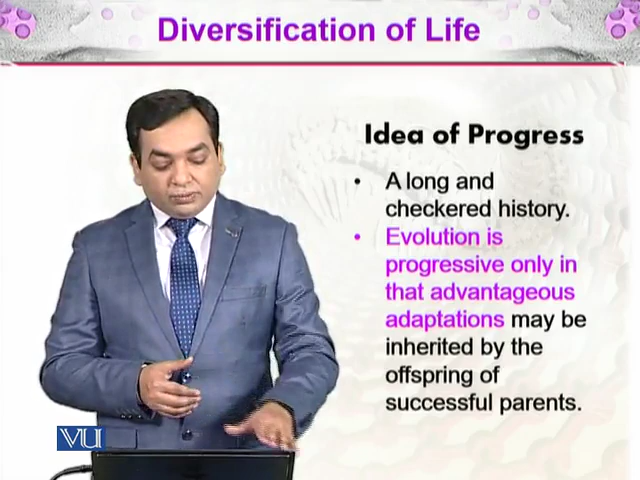 Diversification of Life
Idea of Progress
• A long and
checkered history.
• Evolution is
progressive only in
that advantageous
adaptations may be
inherited by the
offspring of
successful parents.
VU